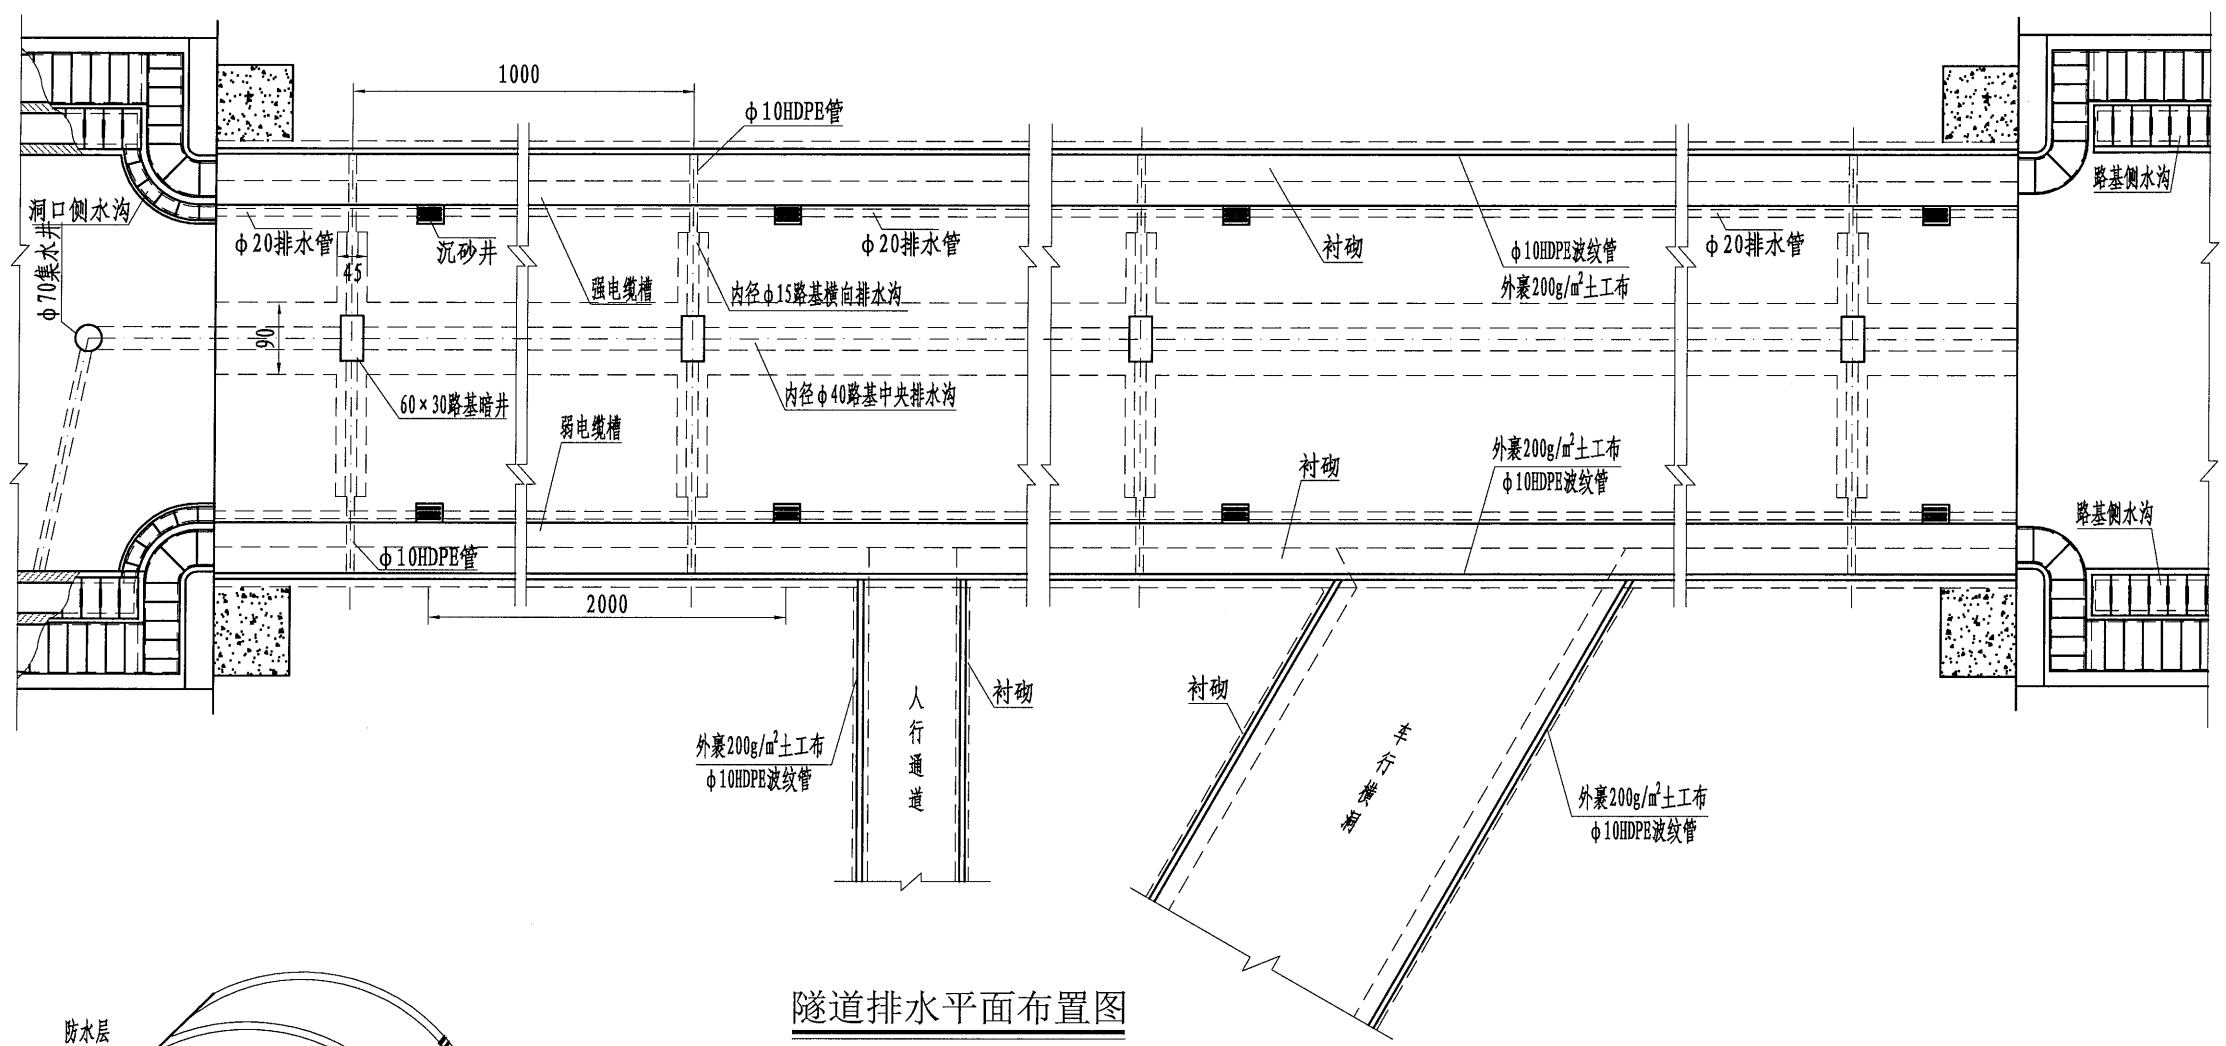 1000
φ10HDPE管
路基侧水沟
洞口侧水沟
φ20排水管
沉砂井
φ20排水管
衬砌
φ10HDPE波纹管
外裹200g/m²土工布
φ20排水管
φ70集水井
45
强电缆槽
内径φ15路基横向排水沟
90
60×30路基暗井
内径φ40路基中央排水沟
弱电缆槽
衬砌
外裹200g/m²土工布
φ10HDPE波纹管
路基侧水沟
φ10HDPE管
2000
人行通道
衬砌
外裹200g/m²土工布
φ10HDPE波纹管
衬砌
车行横洞
外裹200g/m²土工布
φ10HDPE波纹管
隧道排水平面布置图
防水层